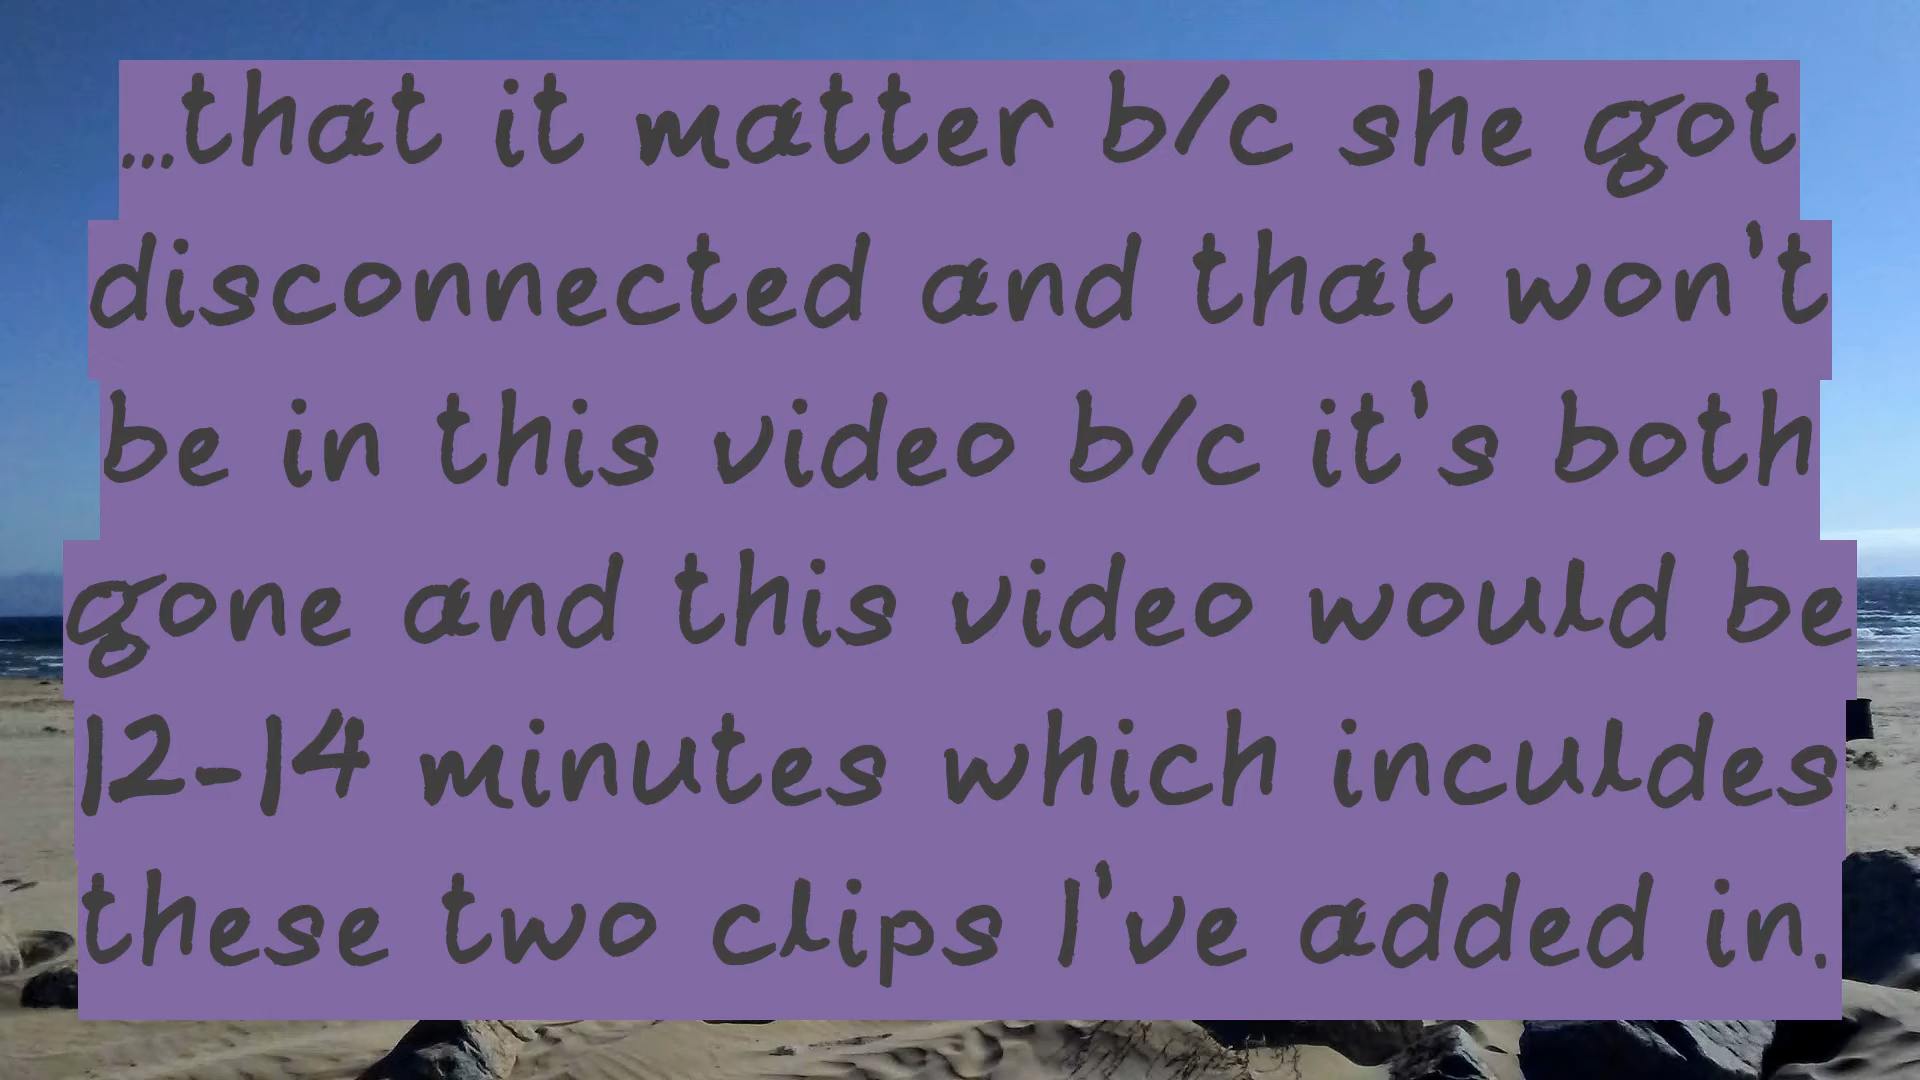 ...that it matter b/c she got
disconnected and that won't
be in this video b/c it's both
gone and this video would be
12-14 minutes which inculdes
these two clips I've added in.